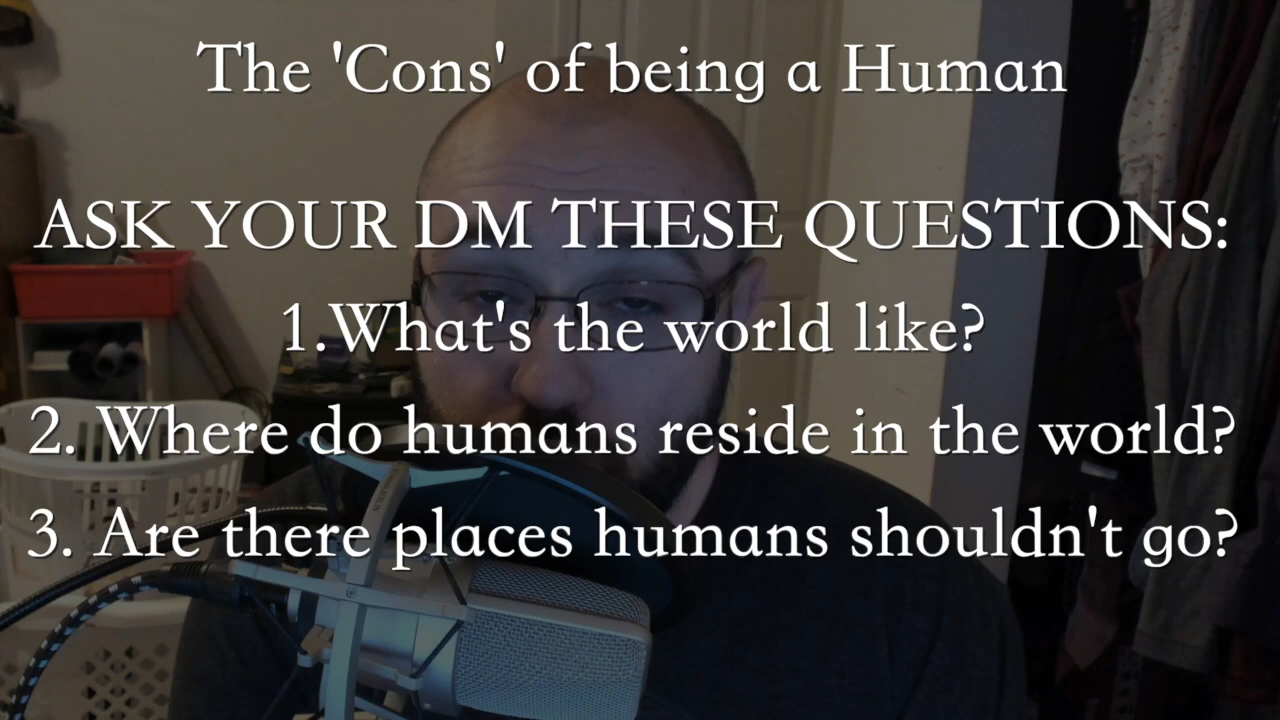 The 'Cons' of being a Human
ASK YOUR DM THESE QUESTIONS:
1.What's the world like?
2. Where do humans reside in the world?
3. Are there places humans shouldn't go?